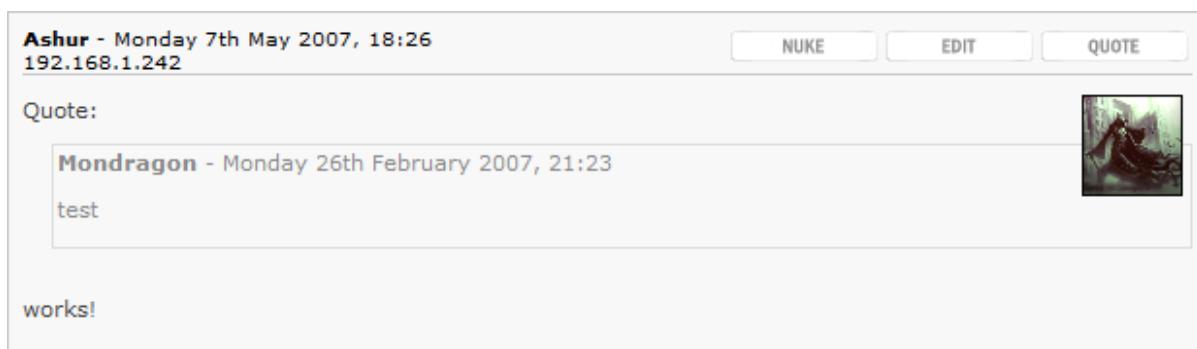 Ashur - Monday 7th May 2007, 18:26
192.168.1.242
NUKE
EDIT
QUOTE
Quote:
Mondragon - Monday 26th February 2007, 21:23
test
works!